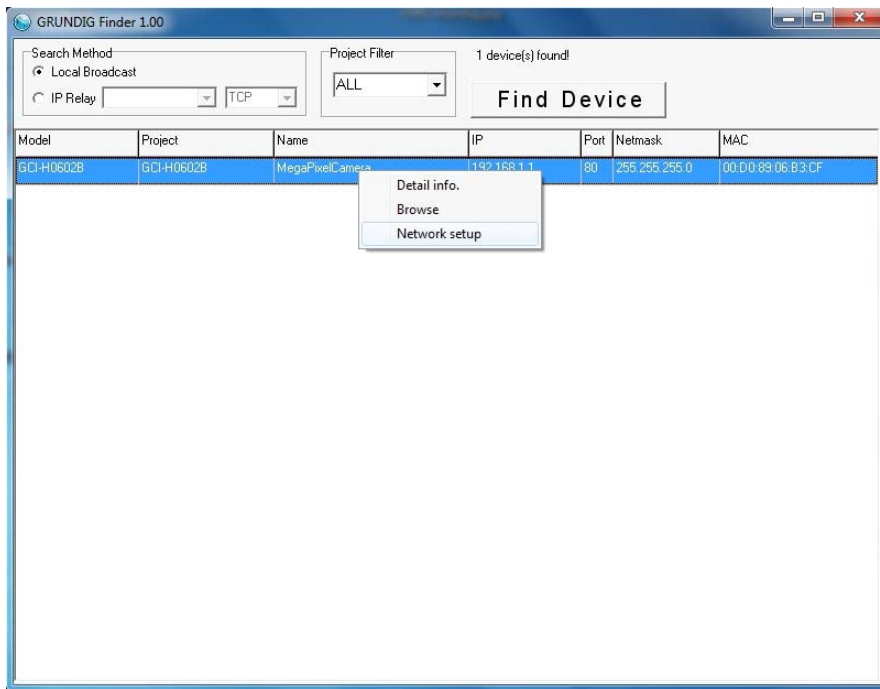 GRUNDIG Finder 1.00
Search Method
Local Broadcast
IP Relay TCP
Project Filter
ALL
1 device(s) found!
Find Device
Model Project Name IP Port Netmask MAC
GCI-H0602B GCI-H0602B MegaPixelCamera 192.168.1.1 80 255.255.255.0 00:D0:89:06:B3:CF
Detail info.
Browse
Network setup